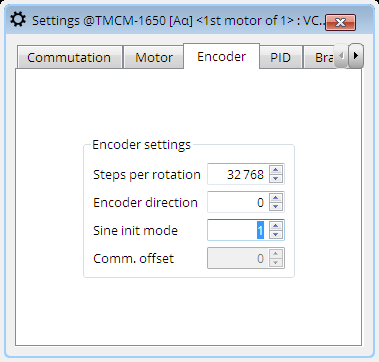 Settings @TMCM-1650 [Aα] <1st motor of 1> : VC...
Commutation Motor Encoder PID Bra
Encoder settings
Steps per rotation 32 768
Encoder direction 0
Sine init mode 1
Comm. offset 0